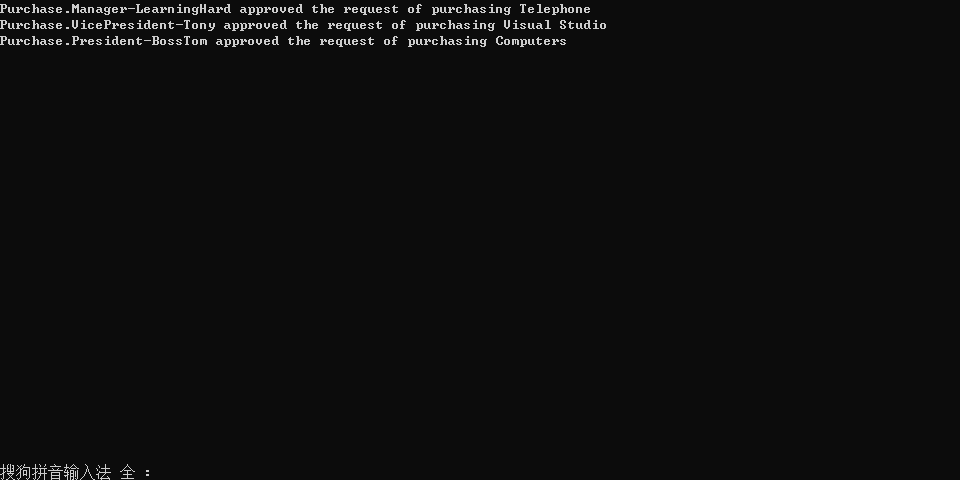 Purchase.Manager-LearningHard approved the request of purchasing Telephone
Purchase.VicePresident-Tony approved the request of purchasing Visual Studio
Purchase.President-BossTom approved the request of purchasing Computers
搜狗拼音输入法 全 :